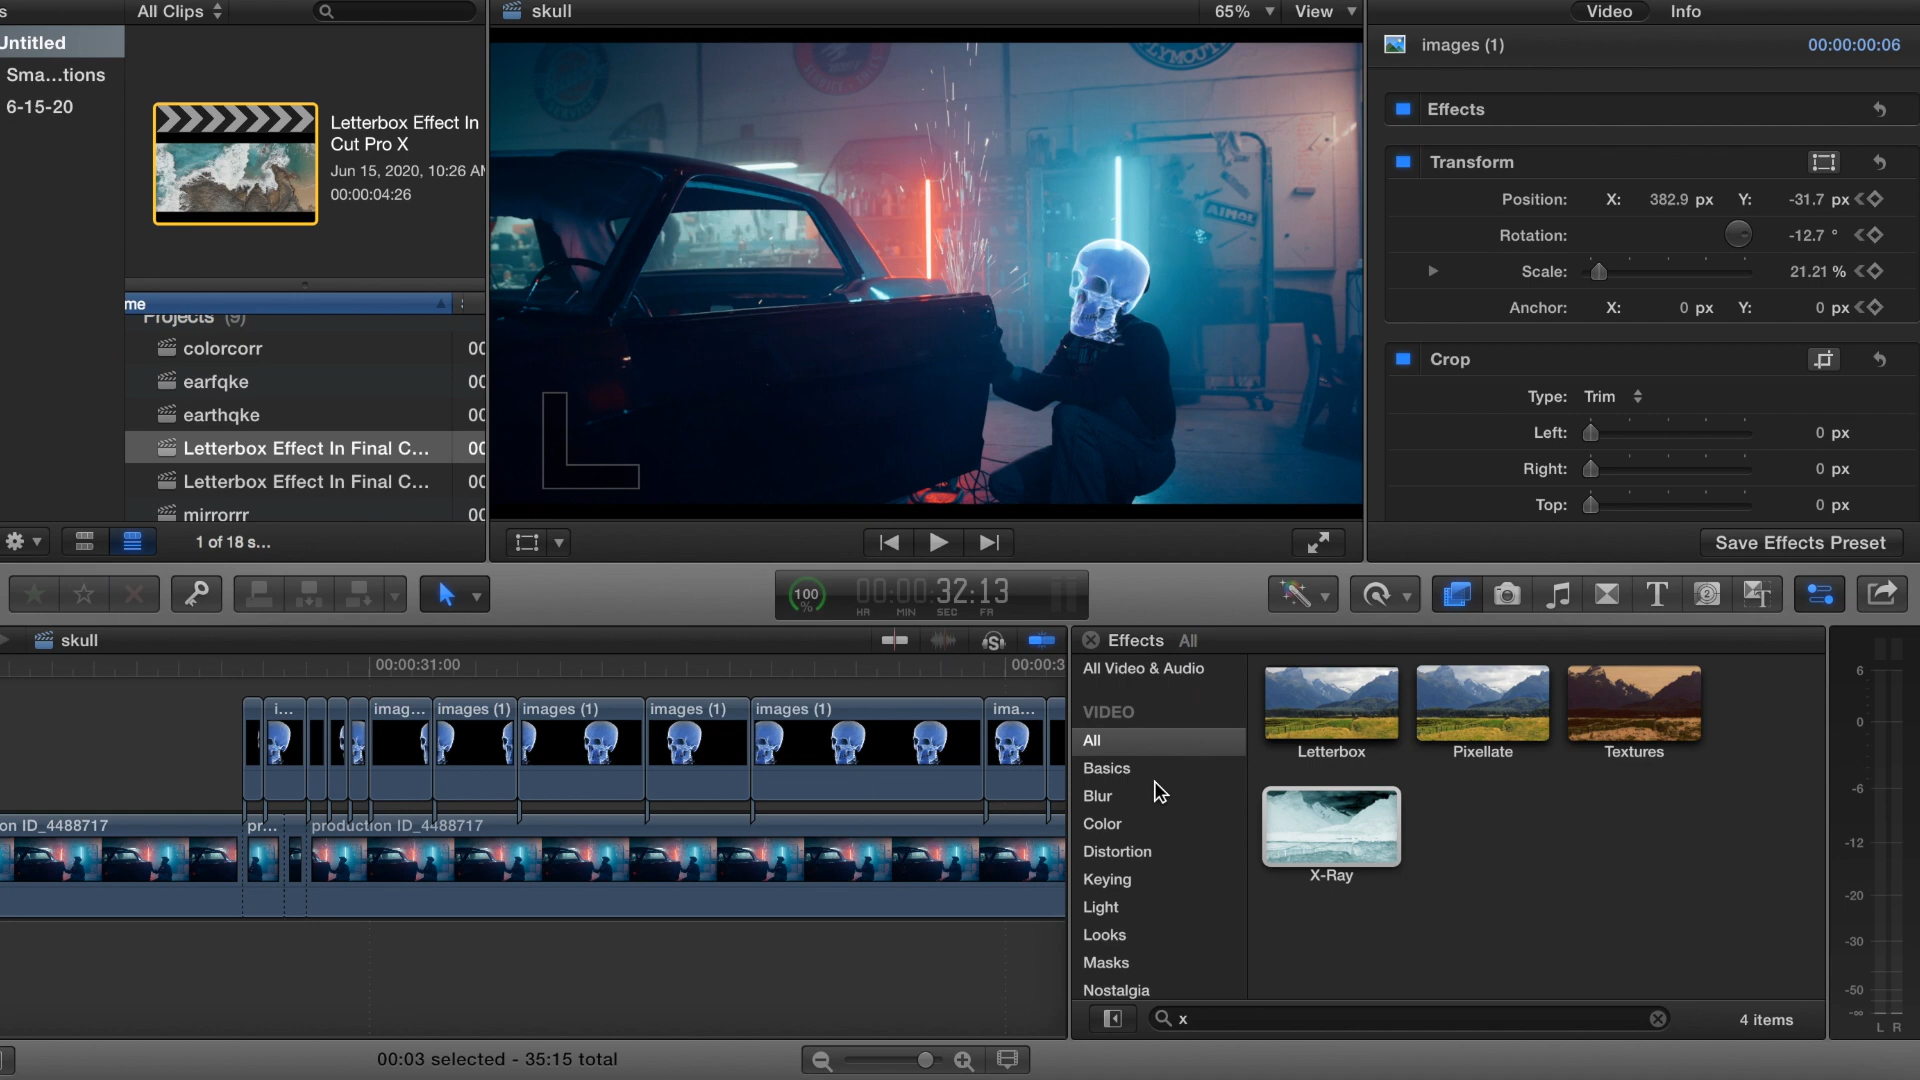 s
All Clips
Untitled
Sma...tions
6-15-20
Letterbox Effect In
Cut Pro X
Jun 15, 2020, 10:26 AM
00:00:04:26
me
Projects (9)
colorcorr
00
earfqke
00
earthqke
00
Letterbox Effect In Final C...
00
Letterbox Effect In Final C...
00
mirrorrr
00
1 of 18 s...
skull
65%
View
PLYMOUTH
AIMOL
L
Video
Info
images (1)
00:00:00:06
Effects
Transform
Position: X: 382.9 px Y: -31.7 px
Rotation: -12.7 °
Scale: 21.21 %
Anchor: X: 0 px Y: 0 px
Crop
Type: Trim
Left: 0 px
Right: 0 px
Top: 0 px
Save Effects Preset
100
%
00:00:32:13
HR MIN SEC FR
T
2
T
skull
S
00:00:31:00
00:00:3
i...
imag...
images (1)
images (1)
images (1)
images (1)
ima...
on ID_4488717
pr...
production ID_4488717
Effects All
All Video & Audio
VIDEO
All
Basics
Blur
Color
Distortion
Keying
Light
Looks
Masks
Nostalgia
Letterbox
Pixellate
Textures
X-Ray
x
4 items
6
0
-6
-12
-20
-30
-50
-∞
L R
00:03 selected - 35:15 total